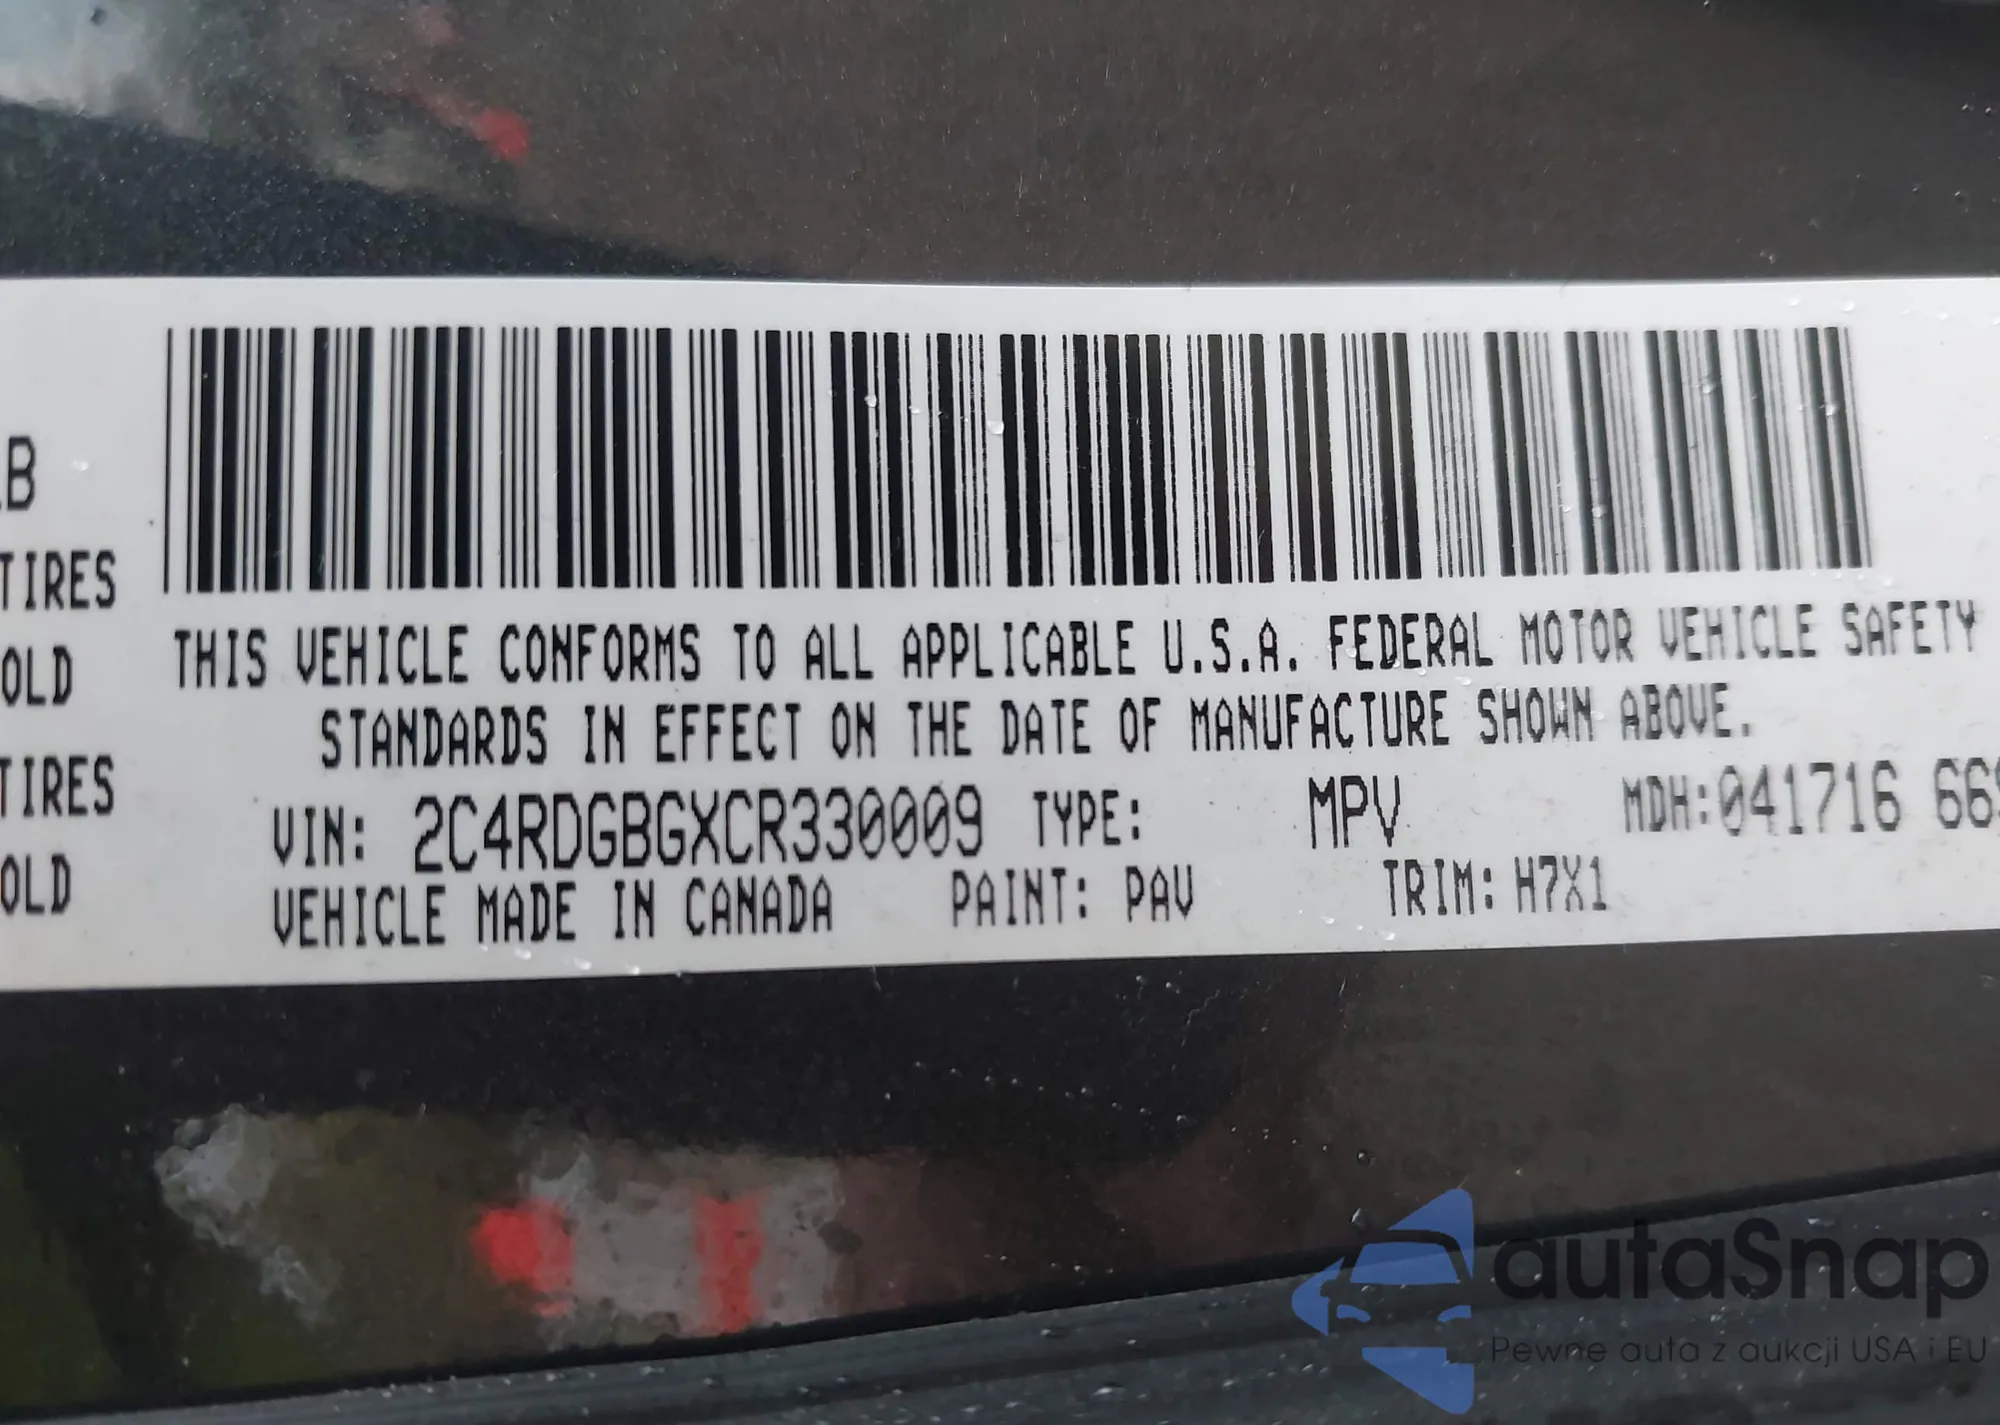 B
TIRES
OLD
TIRES
OLD
THIS VEHICLE CONFORMS TO ALL APPLICABLE U.S.A. FEDERAL MOTOR VEHICLE SAFETY
STANDARDS IN EFFECT ON THE DATE OF MANUFACTURE SHOWN ABOVE.
VIN: 2C4RDGBGXCR330009 TYPE: MPV MDH:041716 66
VEHICLE MADE IN CANADA PAINT: PAV TRIM: H7X1
autaSnap
Pewne auta z aukcji USA i EU